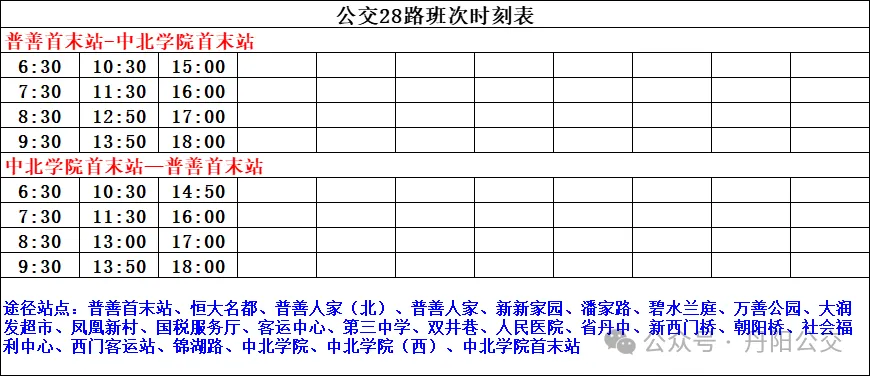 公交28路班次时刻表
普善首末站-中北学院首末站
6:30 10:30 15:00
7:30 11:30 16:00
8:30 12:50 17:00
9:30 13:50 18:00
中北学院首末站—普善首末站
6:30 10:30 14:50
7:30 11:30 16:00
8:30 13:00 17:00
9:30 13:50 18:00
途径站点：普善首末站、恒大名都、普善人家（北）、普善人家、新新家园、潘家路、碧水兰庭、万善公园、大润
发超市、凤凰新村、国税服务厅、客运中心、第三中学、双井巷、人民医院、省丹中、新西门桥、朝阳桥、社会福
利中心、西门客运站、锦湖路、中北学院、中北学院（西）、中北学院首末站
公众号 · 丹阳公交